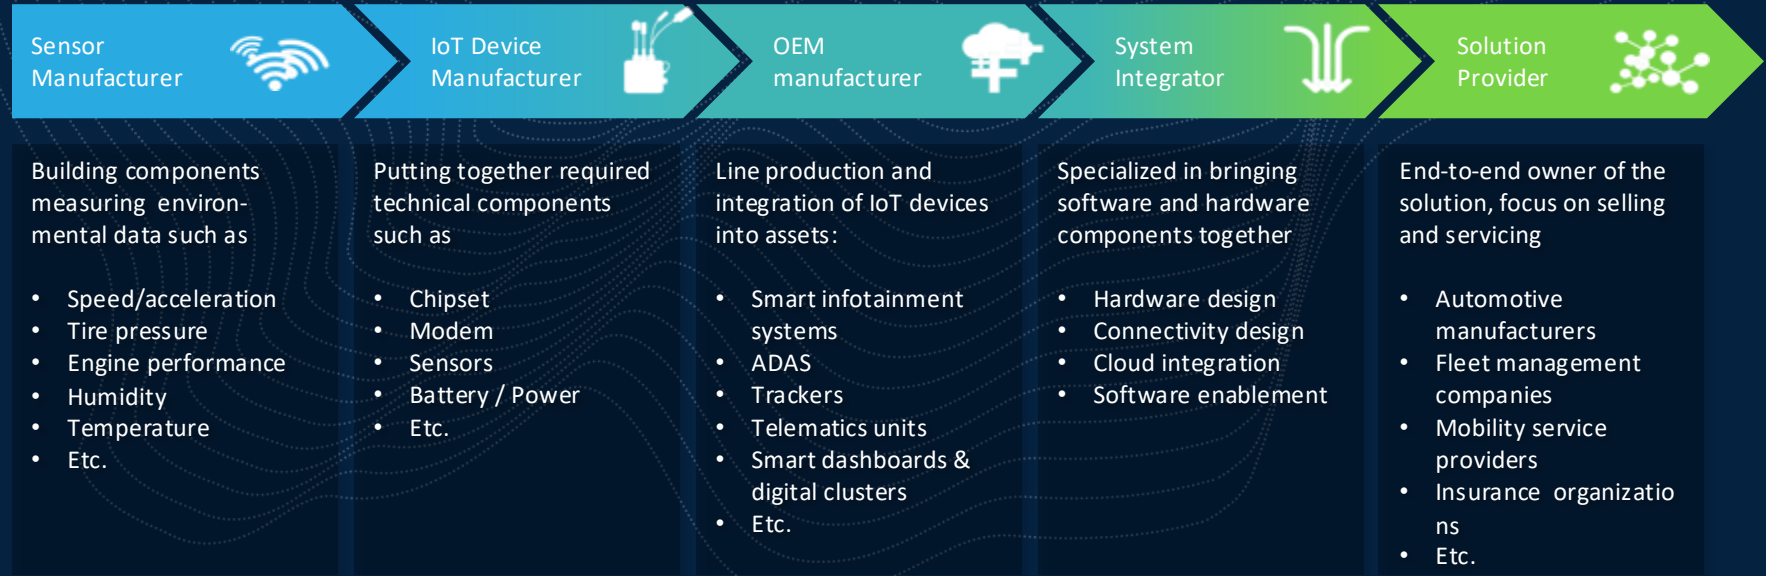 Sensor
Manufacturer
IoT Device
Manufacturer
OEM
manufacturer
System
Integrator
Solution
Provider
Building components
measuring environ-
mental data such as
• Speed/acceleration
• Tire pressure
• Engine performance
• Humidity
• Temperature
• Etc.
Putting together required
technical components
such as
• Chipset
• Modem
• Sensors
• Battery / Power
• Etc.
Line production and
integration of IoT devices
into assets:
• Smart infotainment
systems
• ADAS
• Trackers
• Telematics units
• Smart dashboards &
digital clusters
• Etc.
Specialized in bringing
software and hardware
components together
• Hardware design
• Connectivity design
• Cloud integration
• Software enablement
End-to-end owner of the
solution, focus on selling
and servicing
• Automotive
manufacturers
• Fleet management
companies
• Mobility service
providers
• Insurance organizatio
ns
• Etc.